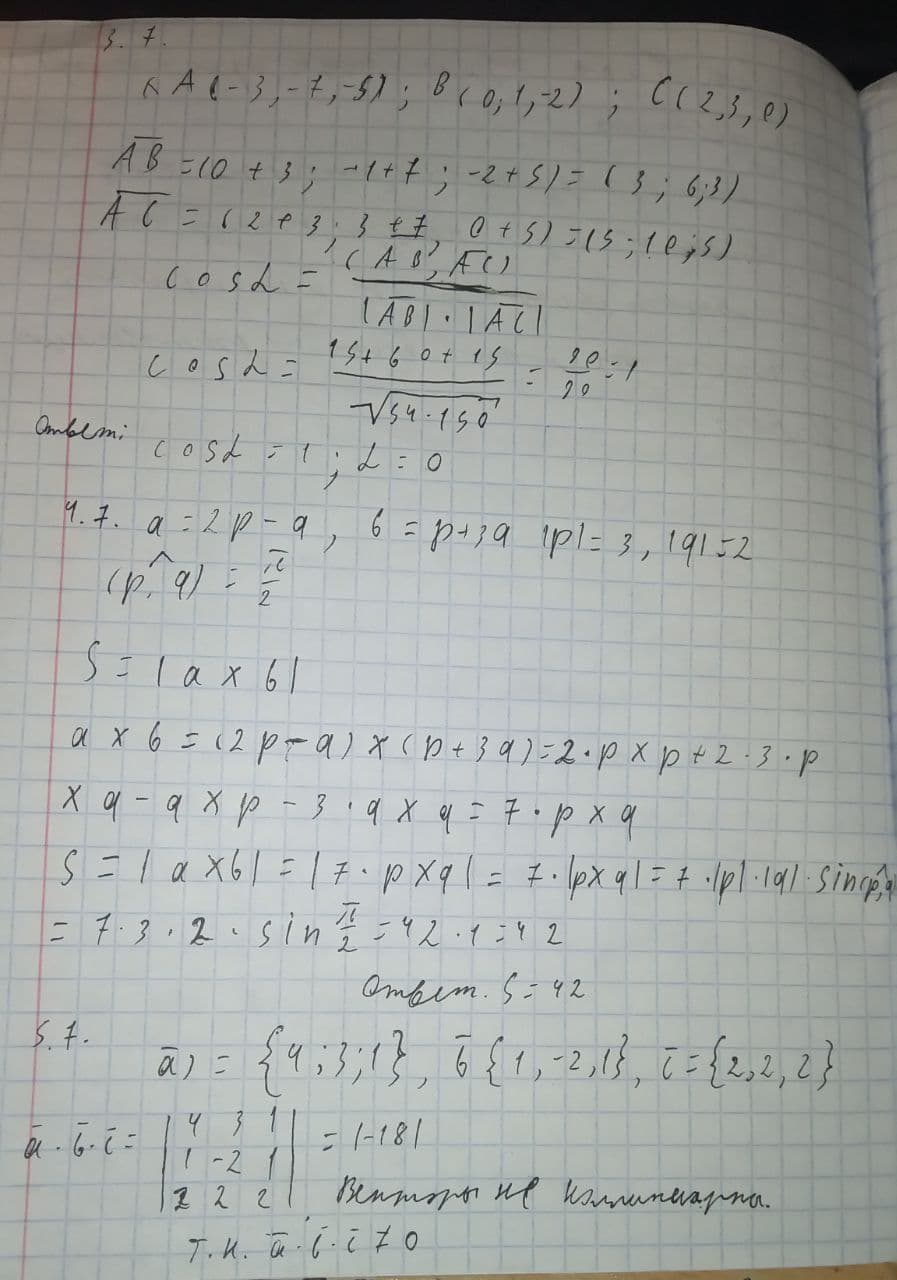 3.7.
A(-3,-7,-5); B(0;1,-2); C(2,3,0)
AB = (0+3; -1+7; -2+5) = (3; 6;3)
AC = (2+3; 3+7, 0+5) = (5;10;5)
cosα = (AB, AC) / |AB|·|AC|
cosα = 15+60+15 / √54·150 = 90/90 = 1
Ответ:
cosα = 1; α = 0
4.7. a = 2p - q, b = p+3q |p| = 3, |q| = 2
(p,^q) = π/2
S = |a x b|
a x b = (2p - q) x (p + 3q) = 2·p x p + 2·3·p
x q - q x p - 3·q x q = 7·p x q
S = |a x b| = |7·p x q| = 7·|p x q| = 7·|p|·|q|·sin(p,^q)
= 7·3·2·sin π/2 = 42·1 = 42
Ответ. S = 42
5.7.
a̅) = {4;3;1}, b̅{1,-2,1}, c̅={2,2,2}
a̅·b̅·c̅ = |4 3 1| = |-18|
|1 -2 1|
|2 2 2| Векторы не коллинеарны.
т.к. a̅·b̅·c̅ ≠ 0